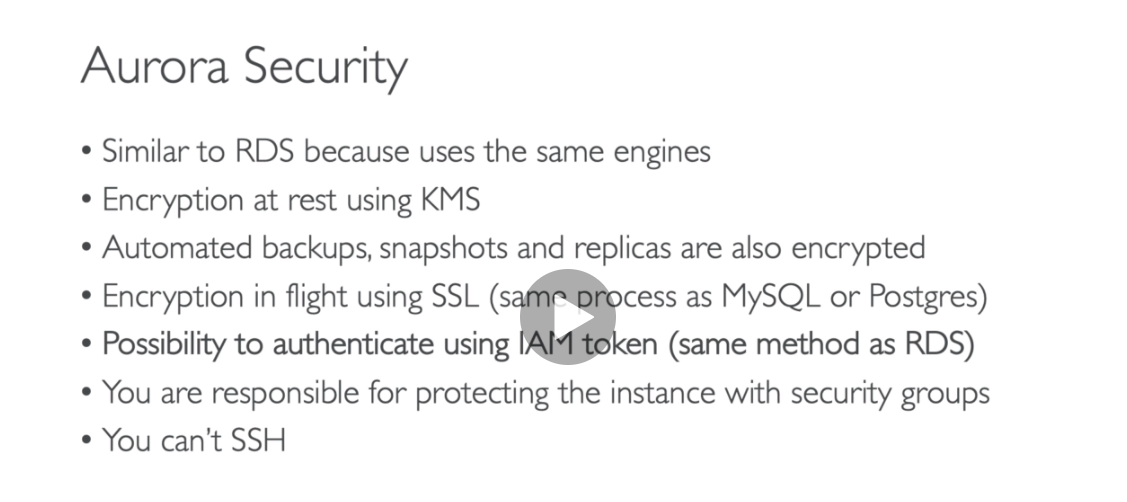 Aurora Security
• Similar to RDS because uses the same engines
• Encryption at rest using KMS
• Automated backups, snapshots and replicas are also encrypted
• Encryption in flight using SSL (same process as MySQL or Postgres)
• Possibility to authenticate using IAM token (same method as RDS)
• You are responsible for protecting the instance with security groups
• You can't SSH